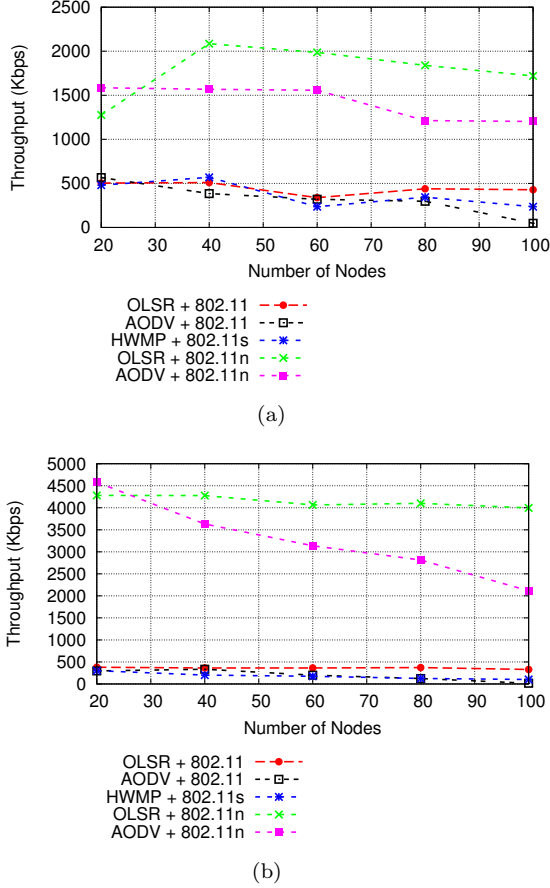 2500
2000
1500
1000
500
0
Throughput (Kbps)
20 30 40 50 60 70 80 90 100
Number of Nodes
OLSR + 802.11
AODV + 802.11
HWMP + 802.11s
OLSR + 802.11n
AODV + 802.11n
(a)
5000
4500
4000
3500
3000
2500
2000
1500
1000
500
0
Throughput (Kbps)
20 30 40 50 60 70 80 90 100
Number of Nodes
OLSR + 802.11
AODV + 802.11
HWMP + 802.11s
OLSR + 802.11n
AODV + 802.11n
(b)